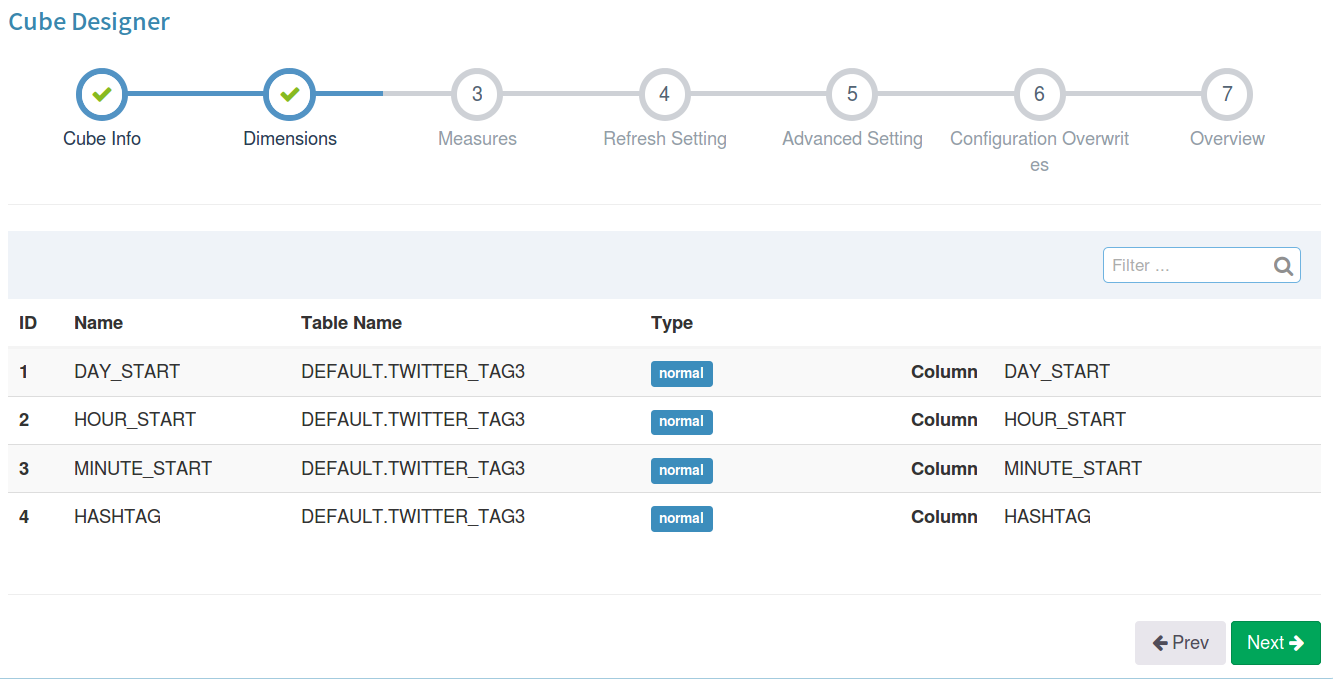 Cube Designer
3 4 5 6 7
Cube Info Dimensions Measures Refresh Setting Advanced Setting Configuration Overwrit Overview
es
Filter ...
ID Name Table Name Type
1 DAY_START DEFAULT.TWITTER_TAG3 normal Column DAY_START
2 HOUR_START DEFAULT.TWITTER_TAG3 normal Column HOUR_START
3 MINUTE_START DEFAULT.TWITTER_TAG3 normal Column MINUTE_START
4 HASHTAG DEFAULT.TWITTER_TAG3 normal Column HASHTAG
Prev Next